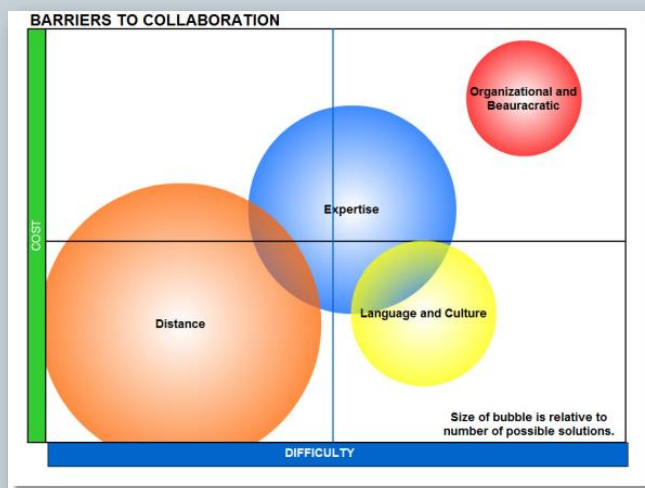 BARRIERS TO COLLABORATION
Organizational and
Beauracratic
Expertise
COST
Language and Culture
Distance
Size of bubble is relative to
number of possible solutions.
DIFFICULTY